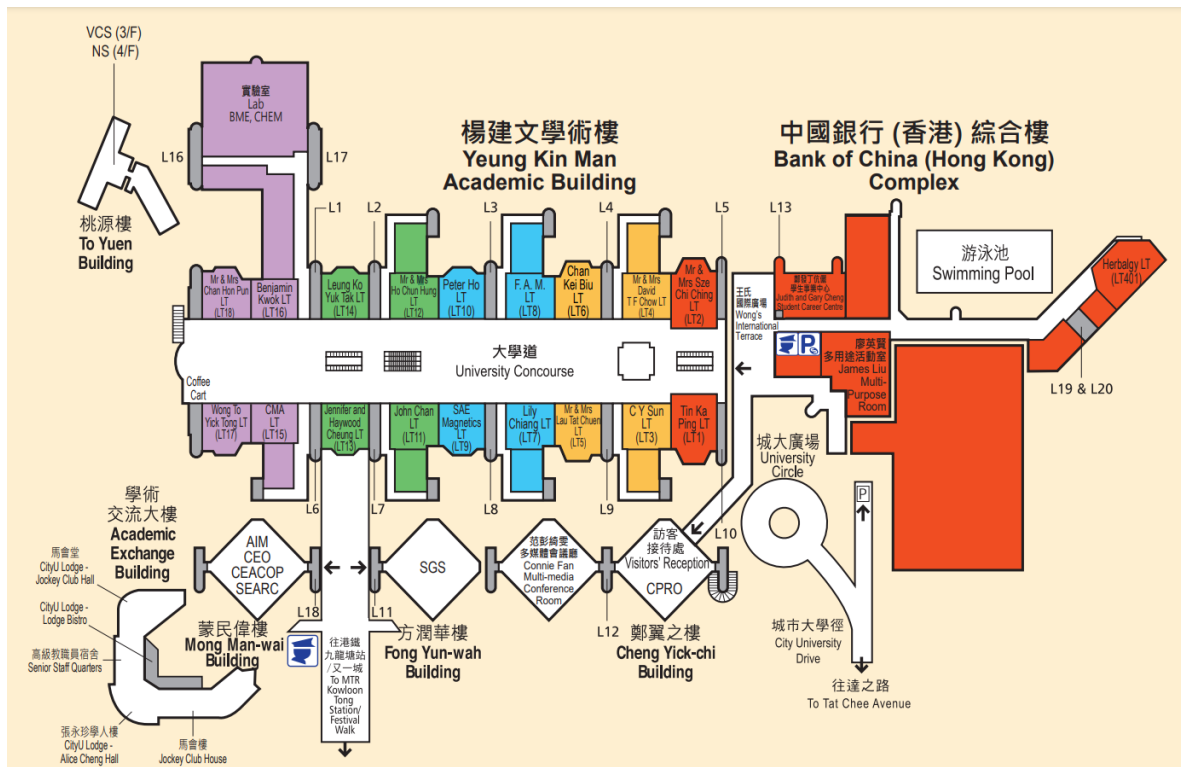 VCS (3/F)
NS (4/F)
桃源樓
To Yuen
Building
實驗室
Lab
BME, CHEM
L16
L17
楊建文學術樓
Yeung Kin Man
Academic Building
中國銀行 (香港) 綜合樓
Bank of China (Hong Kong)
Complex
L1
L2
L3
L4
L5
L13
Mr & Mrs
Chan Hon Pun
LT
(LT18)
Benjamin
Kwok LT
(LT16)
Leung Ko
Yuk Tak LT
(LT14)
Mr & Mrs
Ho Chun Hung
LT
(LT12)
Peter Ho
LT
(LT10)
F. A. M.
LT
(LT8)
Chan
Kei Biu
LT
(LT6)
Mr & Mrs
David
T F Chow LT
(LT4)
Mr &
Mrs Sze
Chi Ching
LT
(LT2)
王氏
國際廣場
Wong's
International
Terrace
鄭翼丁信蘭
學生事業中心
Judith and Gary Cheng
Student Career Centre
游泳池
Swimming Pool
Herbalgy LT
(LT401)
L19 & L20
廖英賢
多用途活動室
James Liu
Multi-
Purpose
Room
P
大學道
University Concourse
Coffee
Cart
Wong To
Yick Tong LT
(LT17)
CMA
LT
(LT15)
Jennifer and
Haywood
Cheung LT
(LT13)
John Chan
LT
(LT11)
SAE
Magnetics
LT
(LT9)
Lily
Chiang LT
(LT7)
Mr & Mrs
Lau Tat Chuen
LT
(LT5)
C Y Sun
LT
(LT3)
Tin Ka
Ping LT
(LT1)
L6
L7
L8
L9
L10
城大廣場
University
Circle
P
城市大學徑
City University
Drive
往達之路
To Tat Chee Avenue
AIM
CEO
CEACOP
SEARC
L18
蒙民偉樓
Mong Man-wai
Building
SGS
L11
方潤華樓
Fong Yun-wah
Building
范彭綺雯
多媒體會議廳
Connie Fan
Multi-media
Conference
Room
L12
訪客
接待處
Visitors' Reception
CPRO
鄭翼之樓
Cheng Yick-chi
Building
往港鐵
九龍塘站
/又一城
To MTR
Kowloon
Tong
Station/
Festival
Walk
學術
交流大樓
Academic
Exchange
Building
馬會堂
CityU Lodge -
Jockey Club Hall
CityU Lodge -
Lodge Bistro
高級教職員宿舍
Senior Staff Quarters
張永珍學人樓
CityU Lodge -
Alice Cheng Hall
馬會樓
Jockey Club House